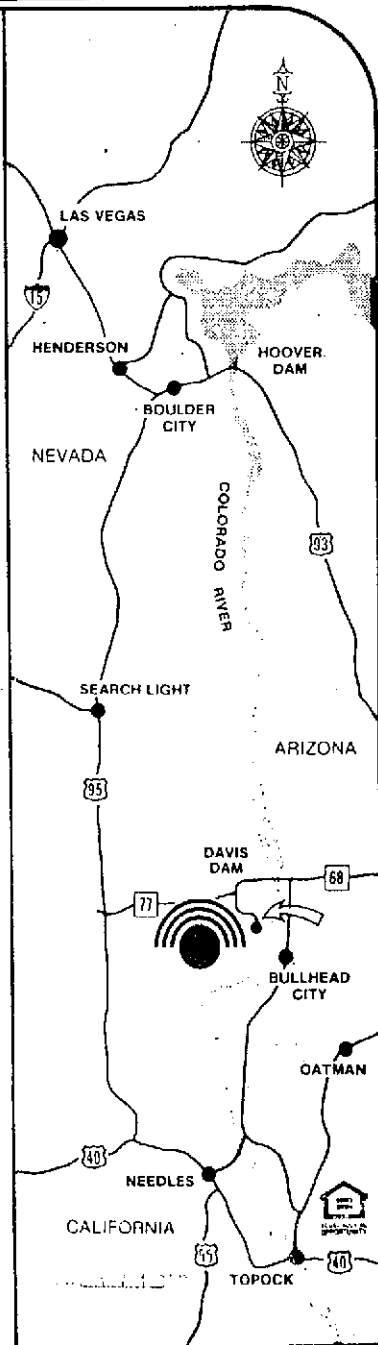 N
LAS VEGAS
15
HENDERSON
HOOVER
DAM
BOULDER
CITY
NEVADA
COLORADO RIVER
93
SEARCH LIGHT
ARIZONA
95
DAVIS
DAM
68
77
BULLHEAD
CITY
OATMAN
40
NEEDLES
CALIFORNIA
OPPORTUNITY
95
40
TOPOCK